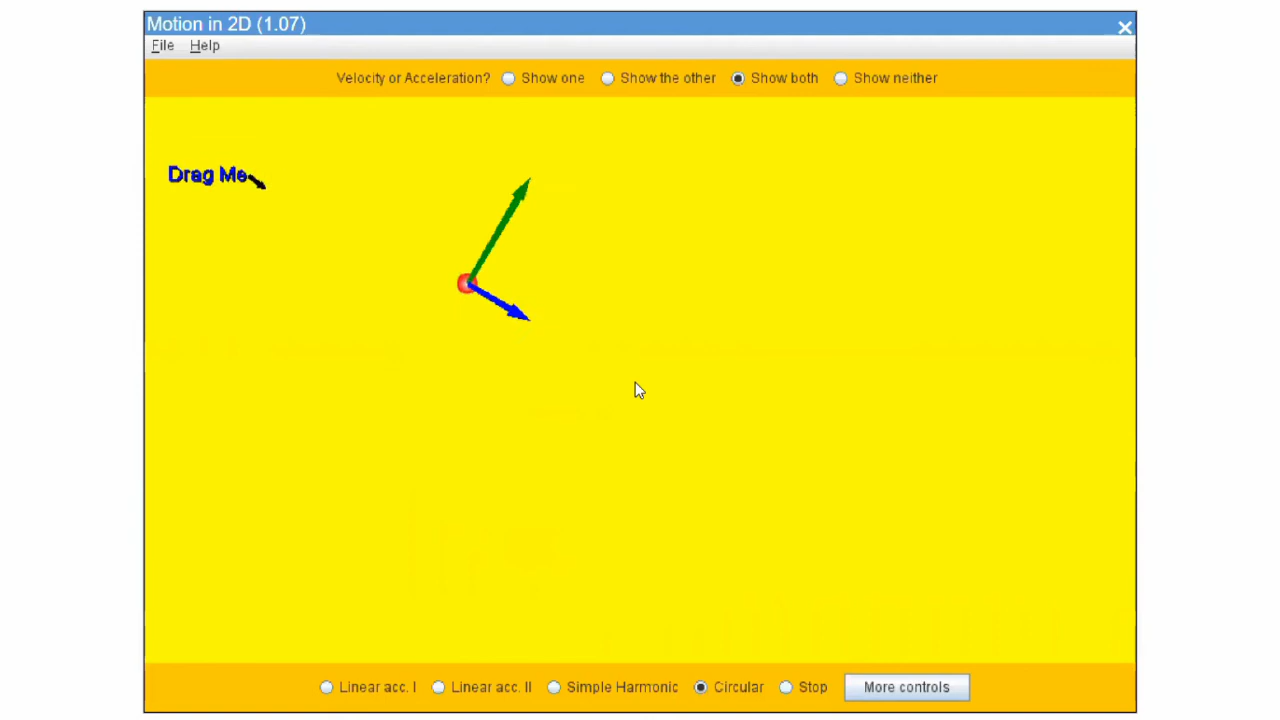 Motion in 2D (1.07)
File Help
Velocity or Acceleration? Show one Show the other Show both Show neither
Drag Me
Linear acc. I Linear acc. II Simple Harmonic Circular Stop More controls